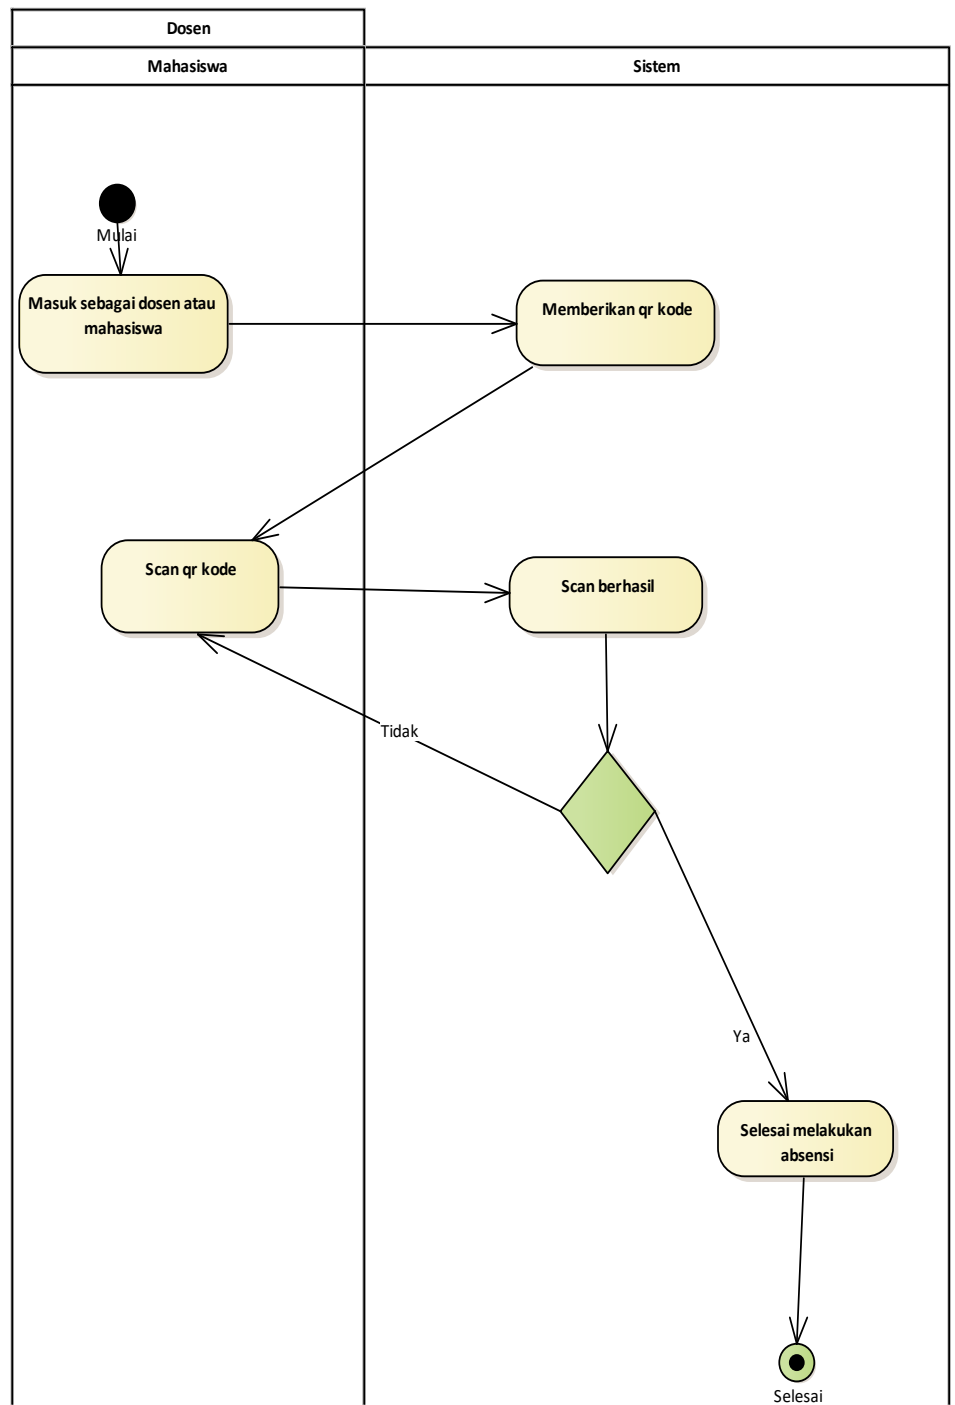 Dosen
Mahasiswa
Sistem
Mulai
Masuk sebagai dosen atau
mahasiswa
Memberikan qr kode
Scan qr kode
Scan berhasil
Tidak
Ya
Selesai melakukan
absensi
Selesai